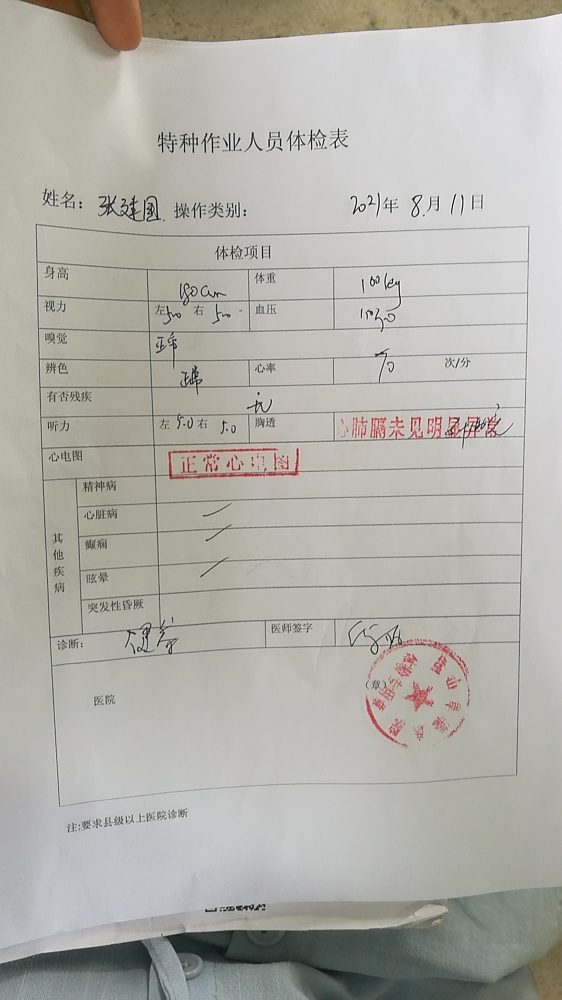 特种作业人员体检表
姓名：张建国 操作类别： 2021年 8月 11日
体检项目
身高 180cm 体重 100kg
视力 左5.0 右 5.0 血压
嗅觉 正常
辨色 正常 心率 70 次/分
有否残疾 无
听力 左 5.0 右 5.0 胸透 心肺膈未见明显异常
心电图 正常心电图
其他疾病
精神病
心脏病
癫痫
眩晕
突发性昏厥
诊断： 健康 医师签字
医院 （章）
体检专用章
注:要求县级以上医院诊断